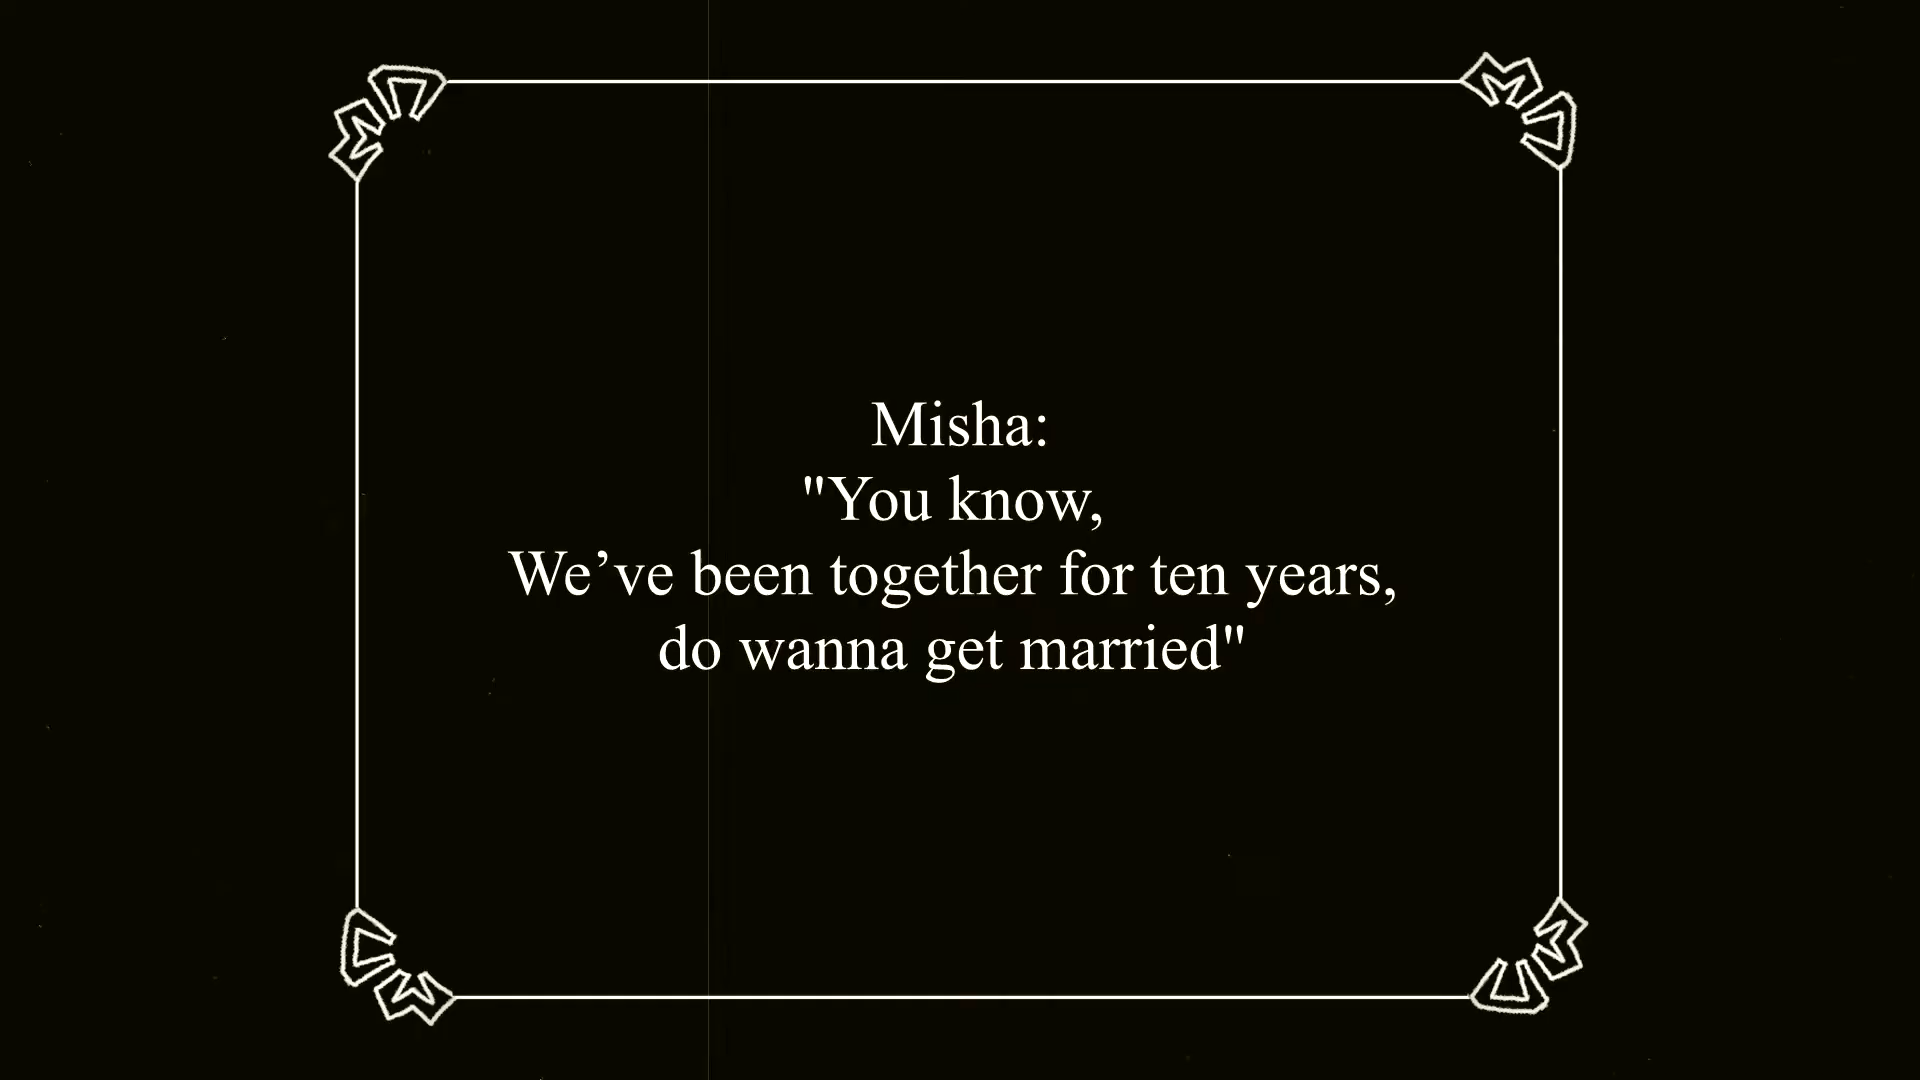 Misha:
"You know,
We’ve been together for ten years,
do wanna get married"